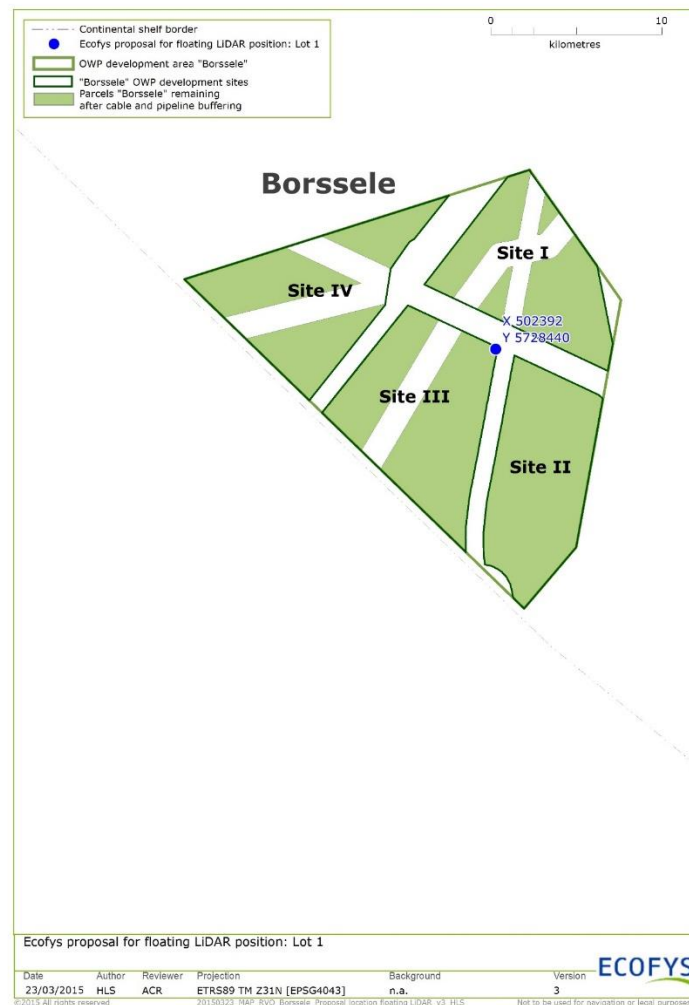 Continental shelf border
Ecofys proposal for floating LiDAR position: Lot 1
OWP development area "Borssele"
"Borssele" OWP development sites
Parcels "Borssele" remaining
after cable and pipeline buffering
0 10
kilometres
Borssele
Site I
Site IV
X 502392
Y 5728440
Site III
Site II
Ecofys proposal for floating LiDAR position: Lot 1
Date Author Reviewer Projection Background Version
23/03/2015 HLS ACR ETRS89 TM Z31N [EPSG4043] n.a. 3
ECOFYS
©2015 All rights reserved 20150323_MAP_RVO_Borssele_Proposal location floating LiDAR_v3_HLS Not to be used for navigation or legal purposes